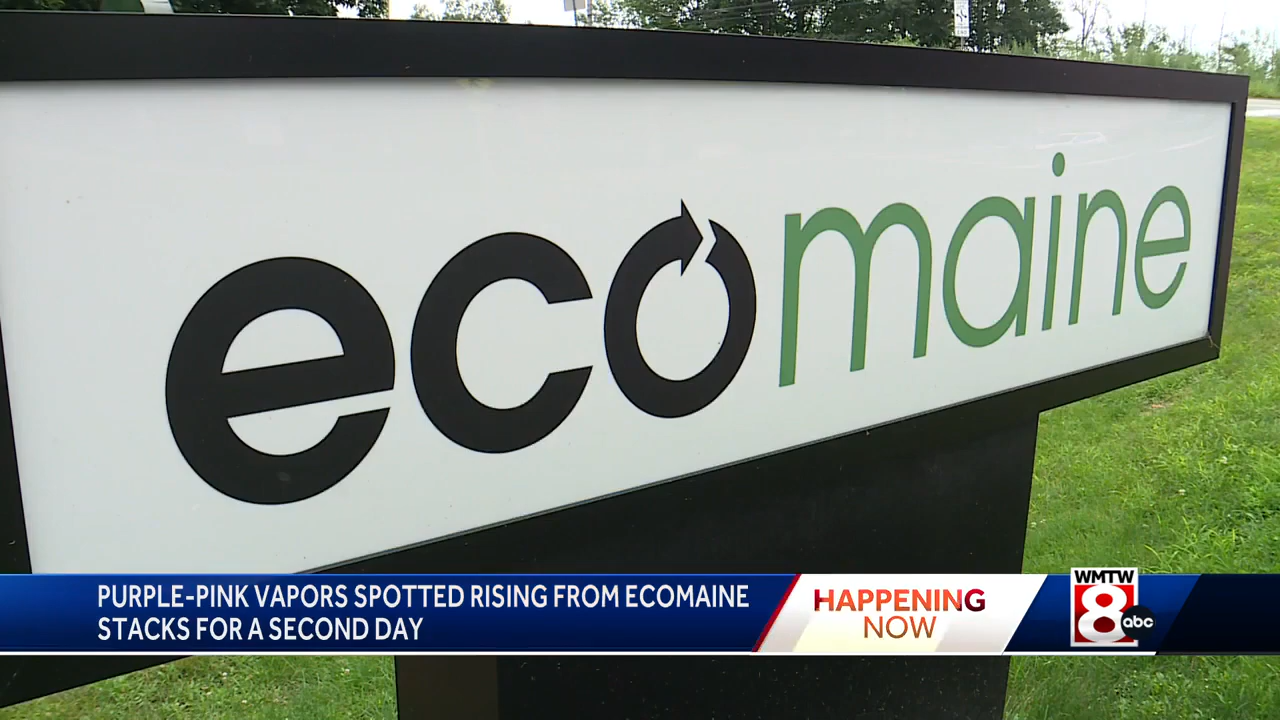 ecomaine
PURPLE-PINK VAPORS SPOTTED RISING FROM ECOMAINE
STACKS FOR A SECOND DAY
HAPPENING
NOW
WMTW
8
abc